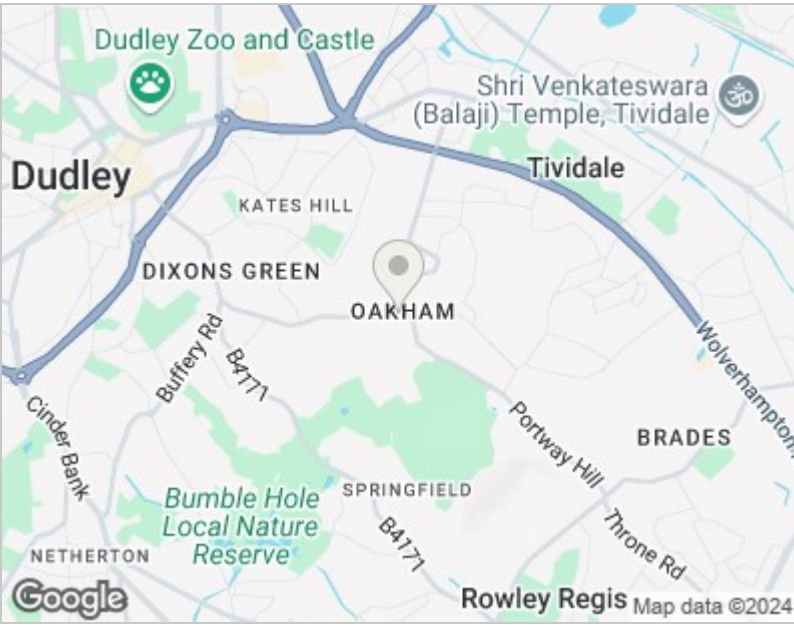 Dudley Zoo and Castle
Shri Venkateswara
(Balaji) Temple, Tividale
Dudley
Tividale
KATES HILL
DIXONS GREEN
OAKHAM
Buffery Rd
B4171
Wolverhampton
Cinder Bank
Portway Hill
BRADES
SPRINGFIELD
Bumble Hole
Local Nature
Reserve
B4171
Throne Rd
NETHERTON
Google
Rowley Regis
Map data ©2024